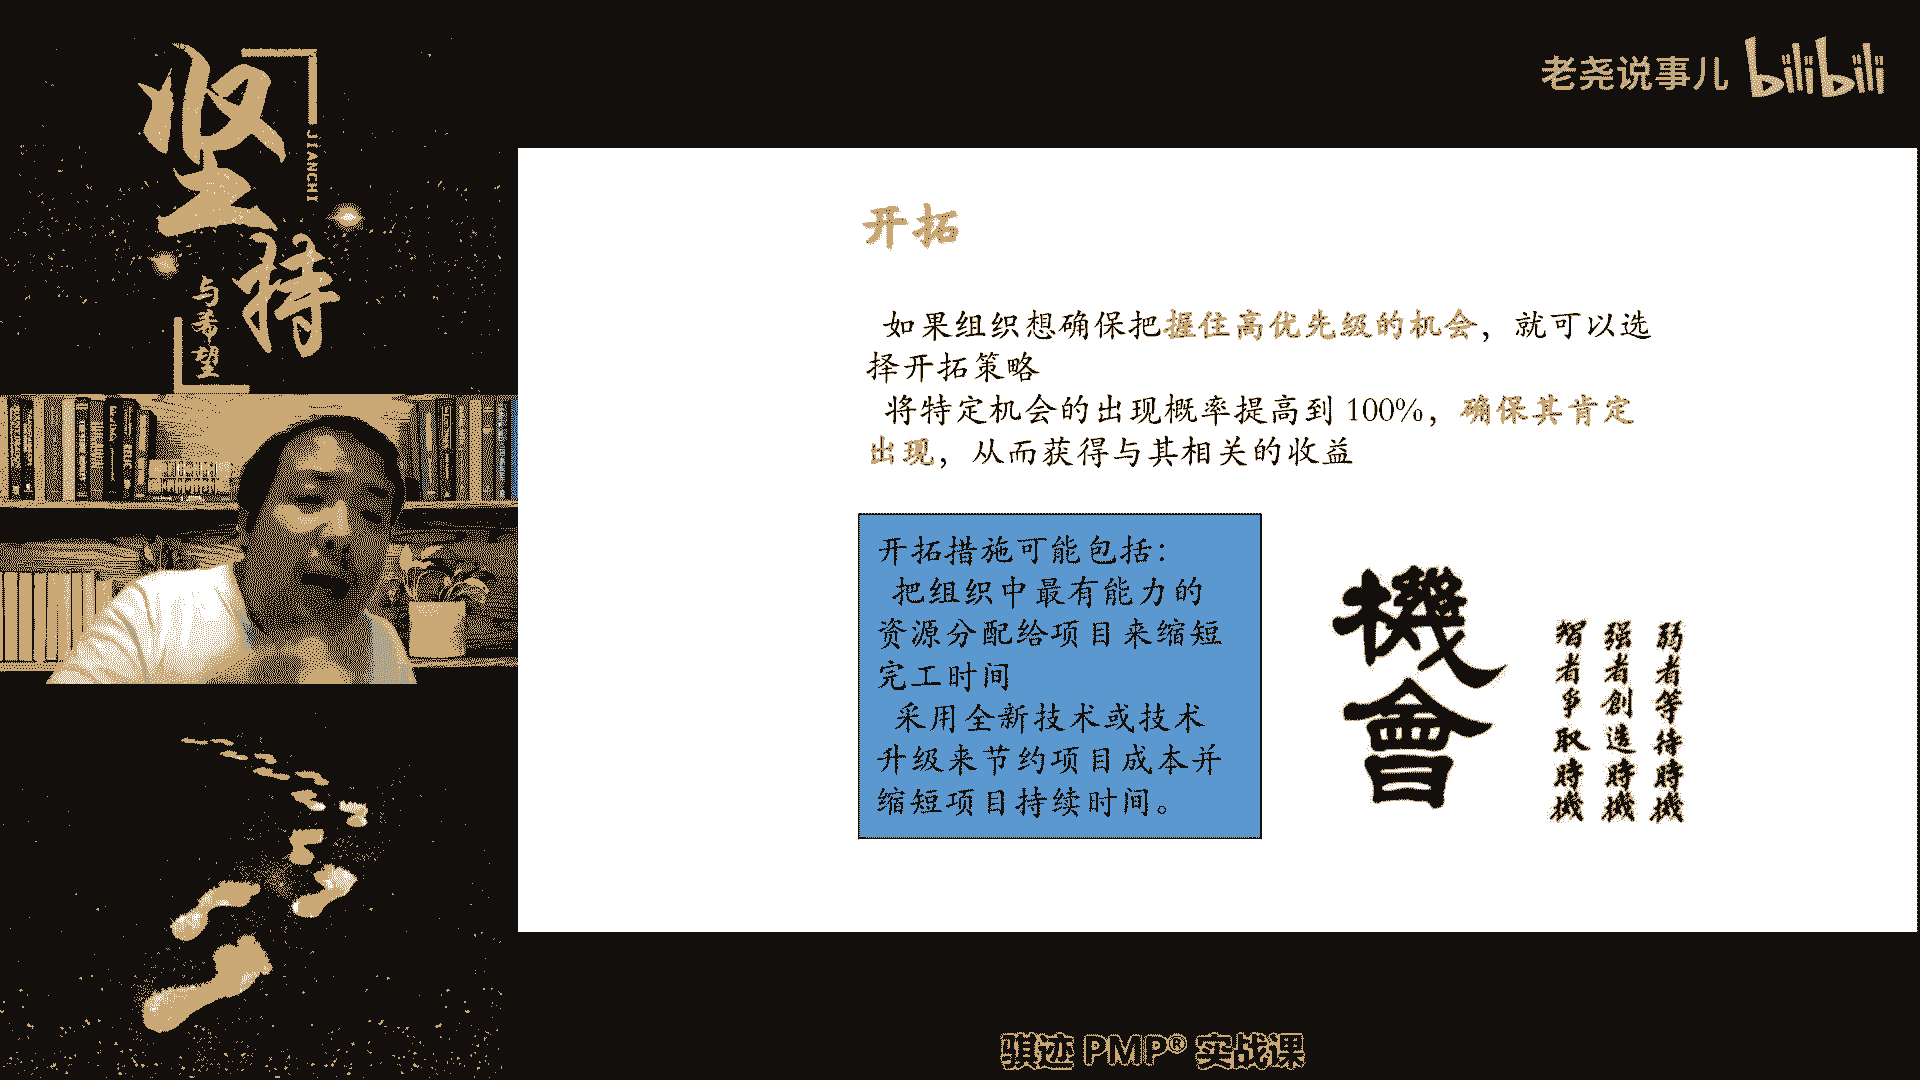 坚持
JIANCHI
与希望
老尧说事儿 bilibili
开拓
如果组织想确保把握住高优先级的机会，就可以选
择开拓策略
将特定机会的出现概率提高到 100%，确保其肯定
出现，从而获得与其相关的收益
开拓措施可能包括：
把组织中最有能力的
资源分配给项目来缩短
完工时间
采用全新技术或技术
升级来节约项目成本并
缩短项目持续时间。
機會
弱者等待時機
强者創造時機
智者爭取時機
骐迹 PMP® 实战课